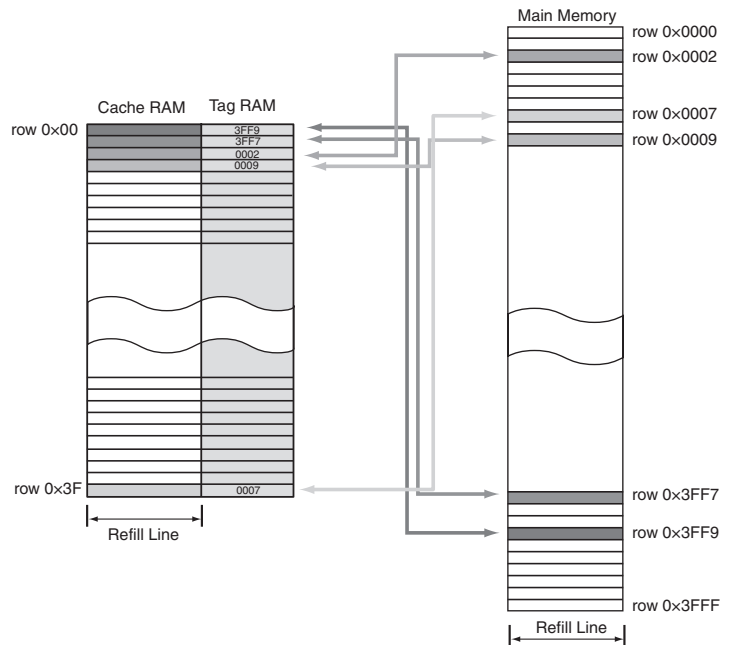 Main Memory
row 0×0000
row 0×0002
row 0×0007
row 0×0009
Cache RAM
Tag RAM
row 0×00
3FF9
3FF7
0002
0009
row 0×3F
0007
Refill Line
row 0×3FF7
row 0×3FF9
row 0×3FFF
Refill Line